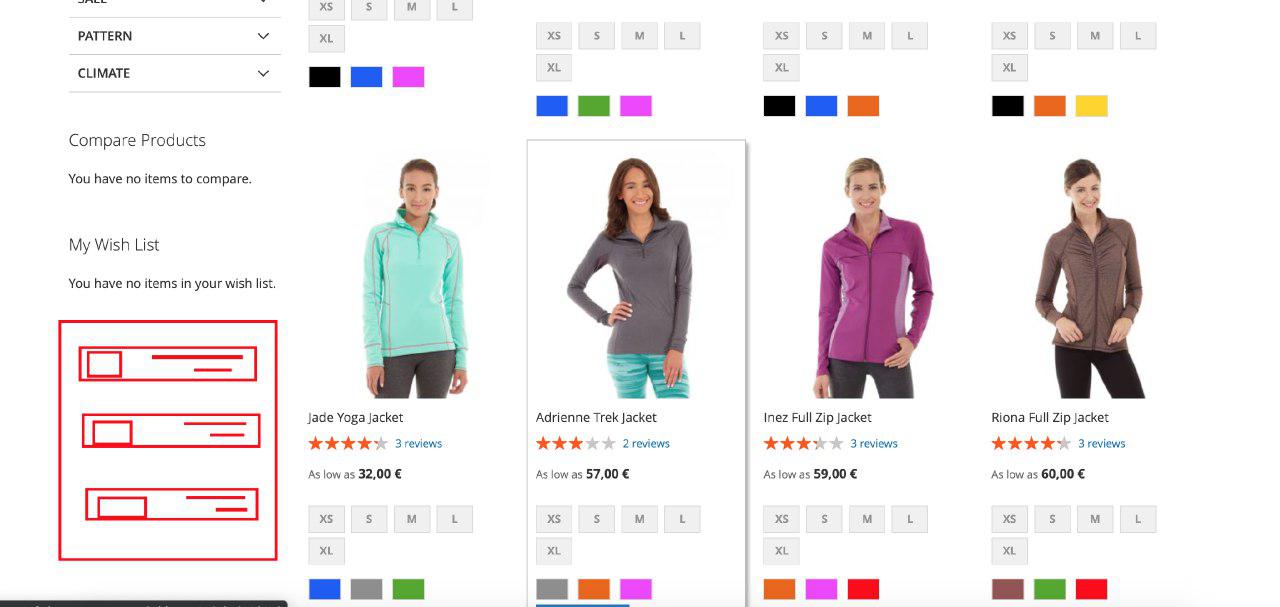 SALE
PATTERN
CLIMATE
Compare Products
You have no items to compare.
My Wish List
You have no items in your wish list.
XS S M L
XL
XS S M L
XL
XS S M L
XL
XS S M L
XL
Jade Yoga Jacket
3 reviews
As low as 32,00 €
XS S M L
XL
Adrienne Trek Jacket
2 reviews
As low as 57,00 €
XS S M L
XL
Inez Full Zip Jacket
3 reviews
As low as 59,00 €
XS S M L
XL
Riona Full Zip Jacket
3 reviews
As low as 60,00 €
XS S M L
XL